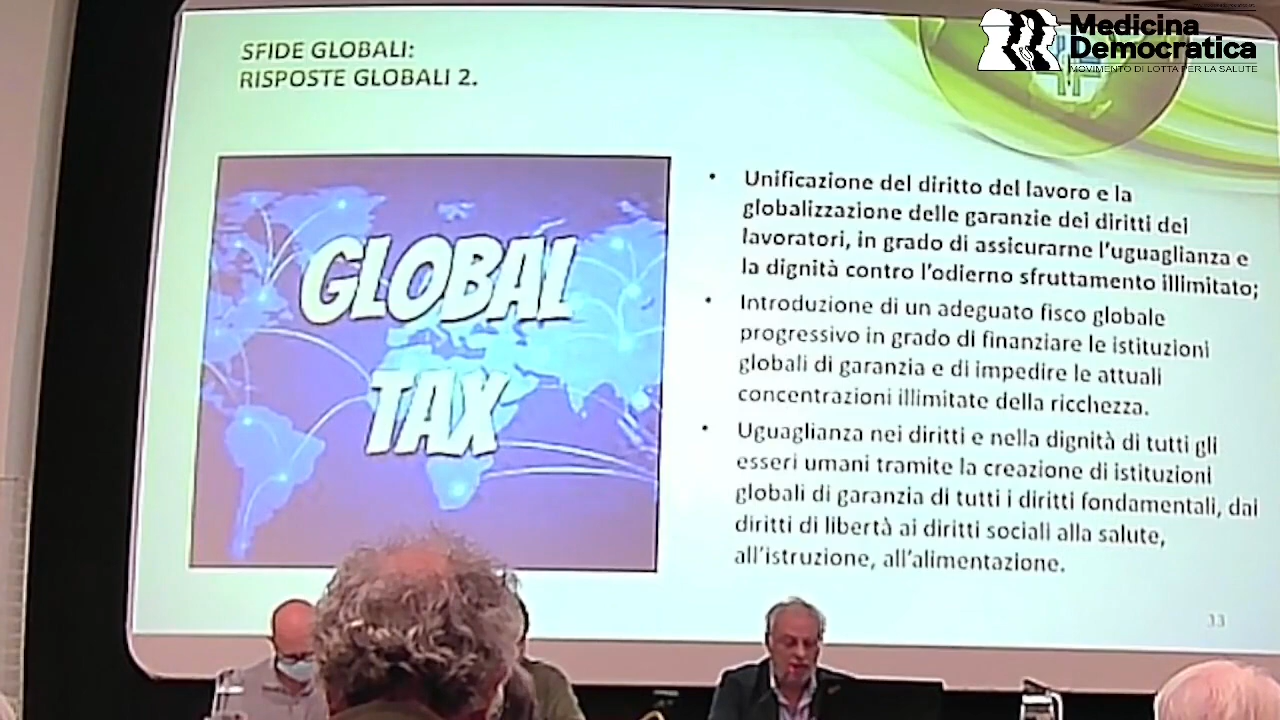 Medicina
Democratica
MOVIMENTO DI LOTTA PER LA SALUTE
SFIDE GLOBALI:
RISPOSTE GLOBALI 2.
GLOBAL
TAX
• Unificazione del diritto del lavoro e la
globalizzazione delle garanzie dei diritti dei
lavoratori, in grado di assicurarne l'uguaglianza e
la dignità contro l'odierno sfruttamento illimitato;
• Introduzione di un adeguato fisco globale
progressivo in grado di finanziare le istituzioni
globali di garanzia e di impedire le attuali
concentrazioni illimitate della ricchezza.
• Uguaglianza nei diritti e nella dignità di tutti gli
esseri umani tramite la creazione di istituzioni
globali di garanzia di tutti i diritti fondamentali, dai
diritti di libertà ai diritti sociali alla salute,
all'istruzione, all'alimentazione.
33